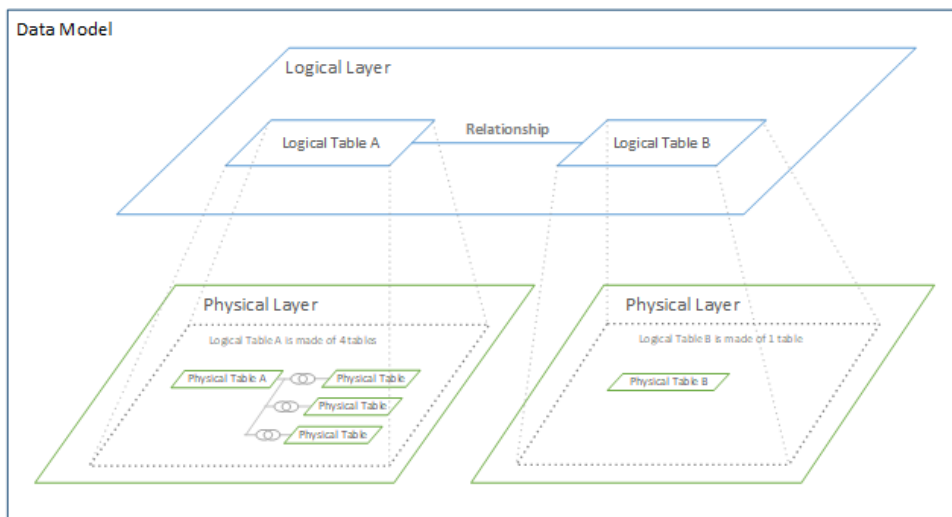 Data Model
Logical Layer
Logical Table A
Relationship
Logical Table B
Physical Layer
Logical Table A is made of 4 tables
Physical Table A
Physical Table
Physical Table
Physical Table
Physical Layer
Logical Table B is made of 1 table
Physical Table B